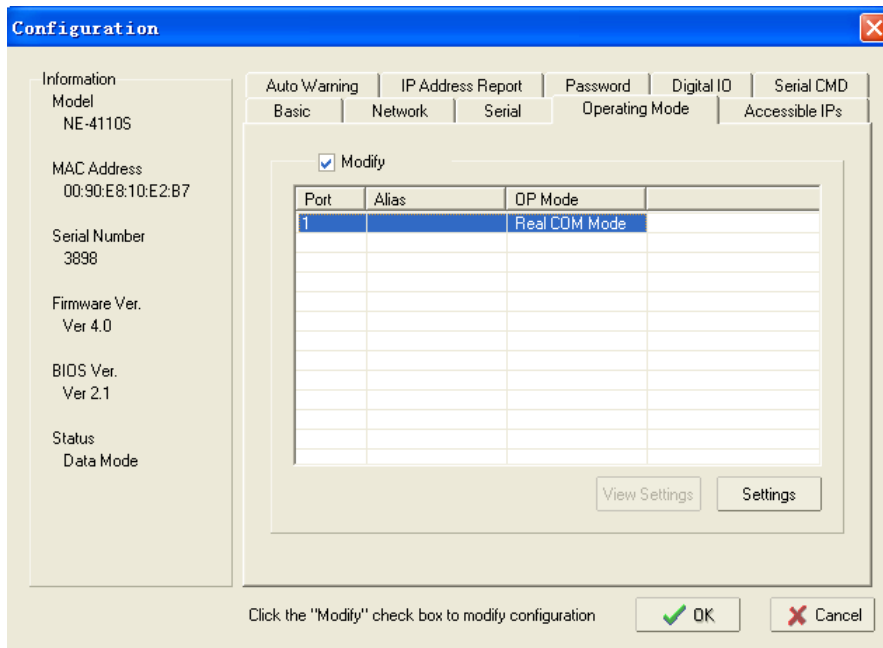 Configuration
Information
Model
NE-4110S
MAC Address
00:90:E8:10:E2:B7
Serial Number
3898
Firmware Ver.
Ver 4.0
BIOS Ver.
Ver 2.1
Status
Data Mode
Auto Warning IP Address Report Password Digital IO Serial CMD
Basic Network Serial Operating Mode Accessible IPs
Modify
Port Alias OP Mode
1 Real COM Mode
View Settings Settings
Click the "Modify" check box to modify configuration OK Cancel